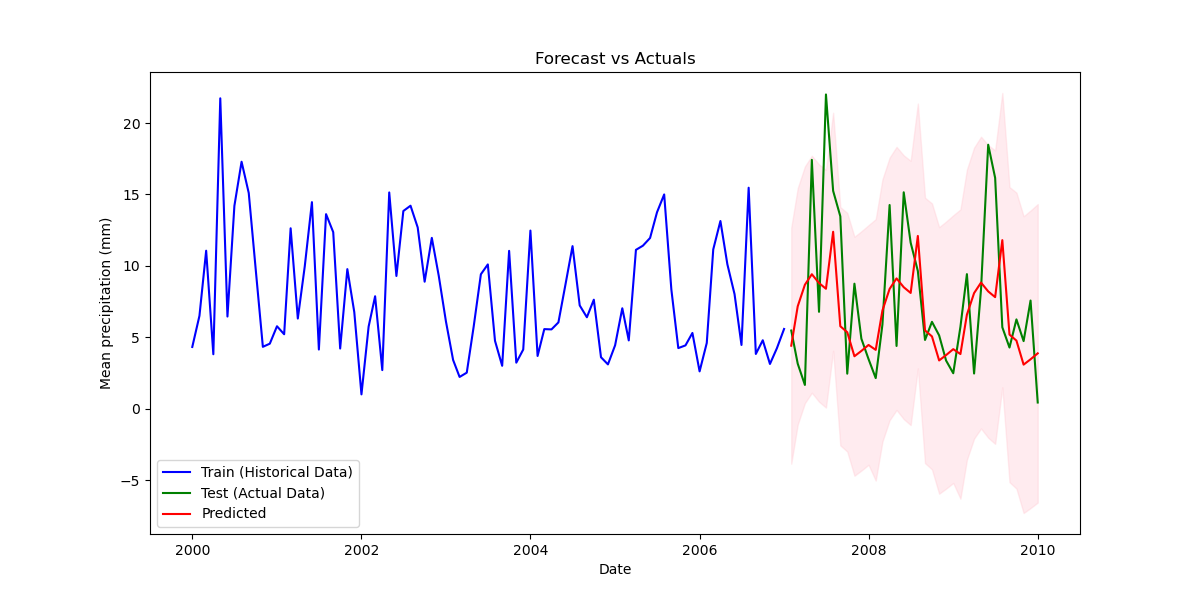 Forecast vs Actuals
Mean precipitation (mm)
20
15
10
5
0
−5
Train (Historical Data)
Test (Actual Data)
Predicted
2000 2002 2004 2006 2008 2010
Date